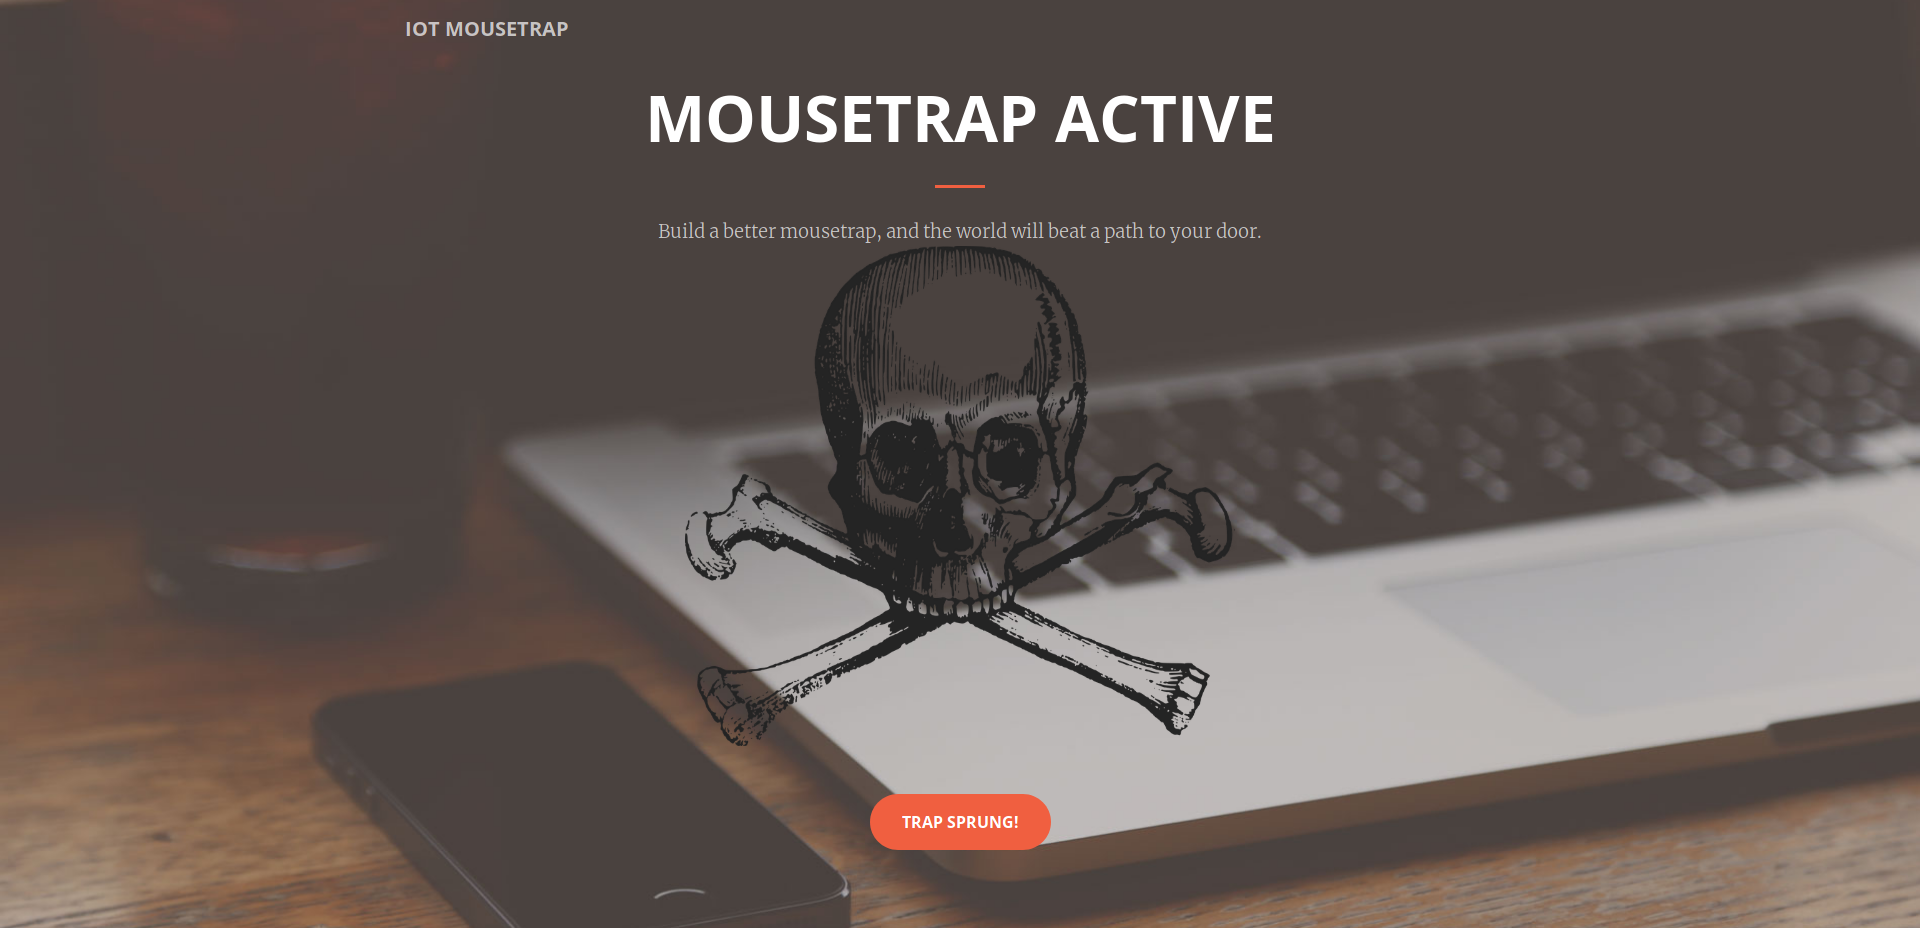 IOT MOUSETRAP
MOUSETRAP ACTIVE
Build a better mousetrap, and the world will beat a path to your door.
TRAP SPRUNG!